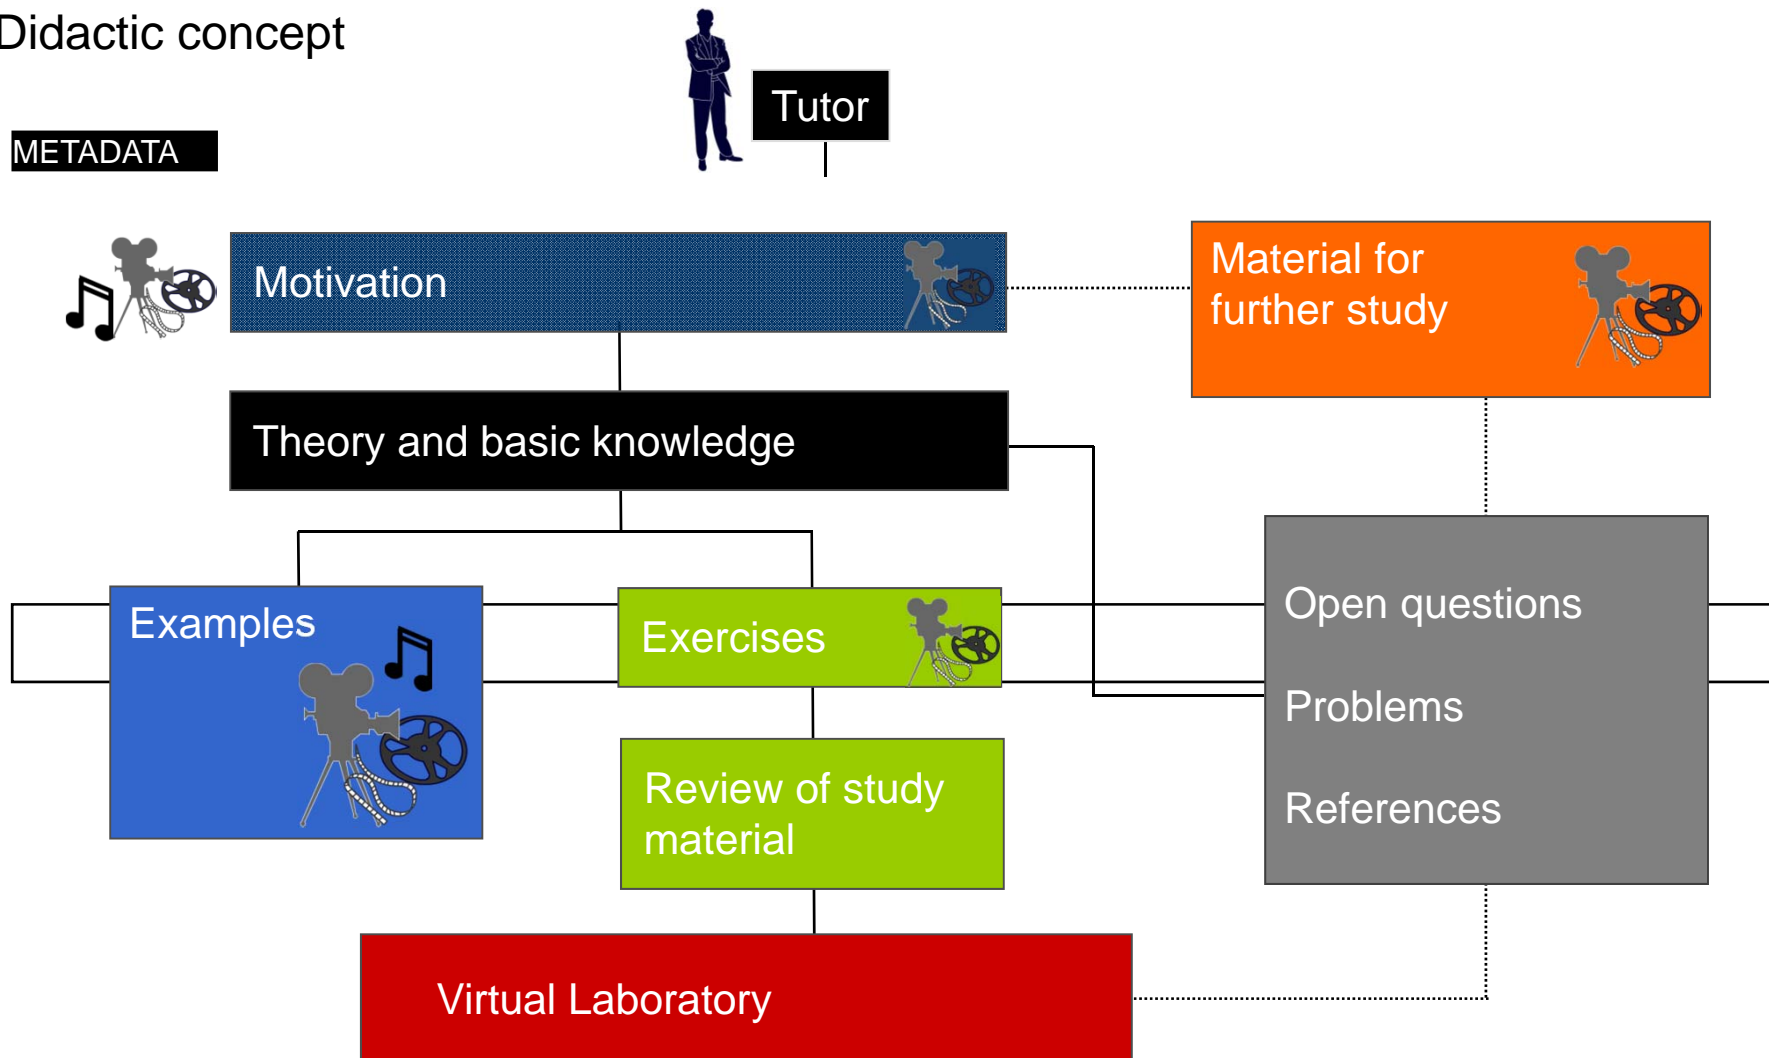 Didactic concept
Tutor
METADATA
Motivation
Material for
further study
Theory and basic knowledge
Examples
Exercises
Open questions
Problems
References
Review of study
material
Virtual Laboratory